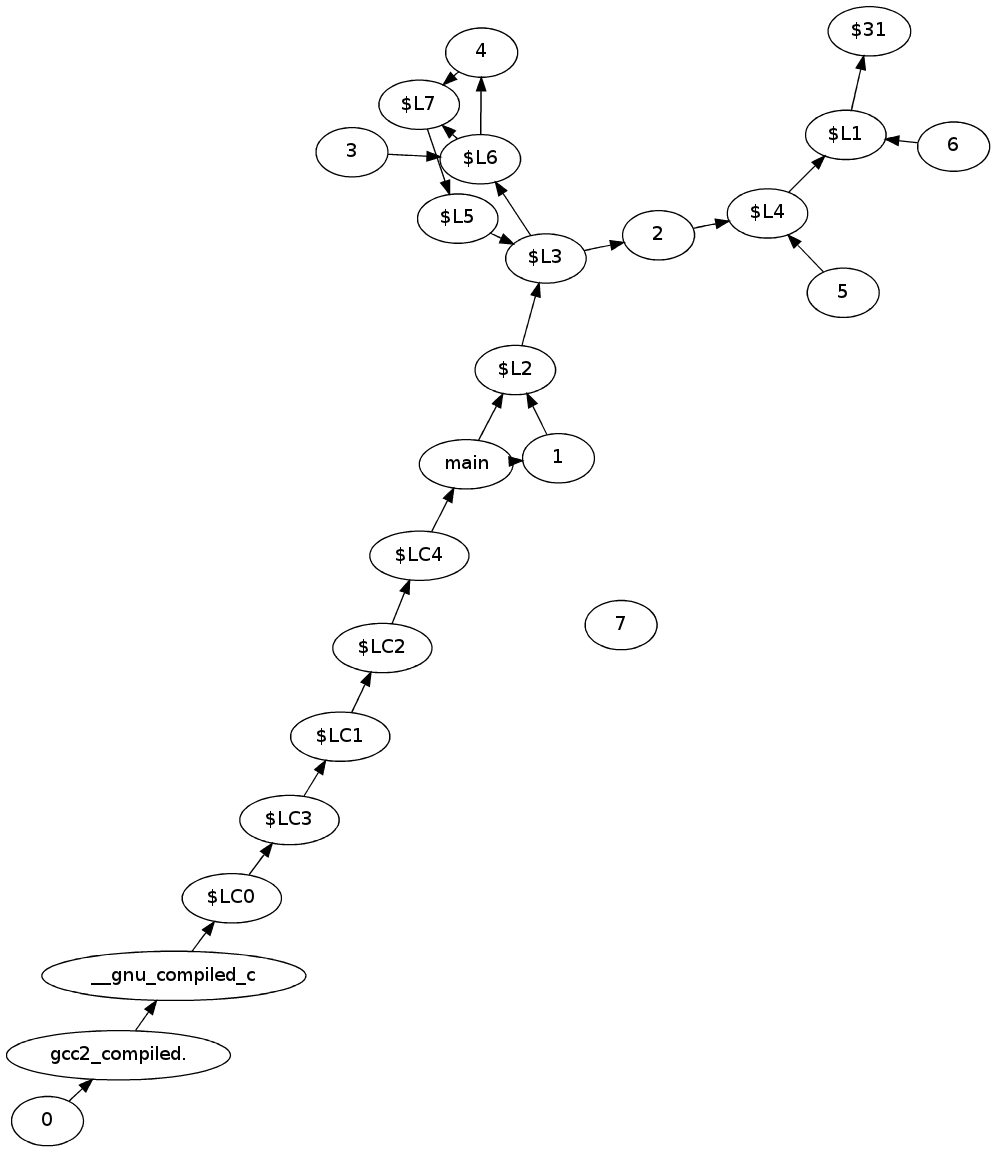 $31
4
$L7
$L1
6
3
$L6
$L4
$L5
2
$L3
5
$L2
1
main
$LC4
7
$LC2
$LC1
$LC3
$LC0
__gnu_compiled_c
gcc2_compiled.
0